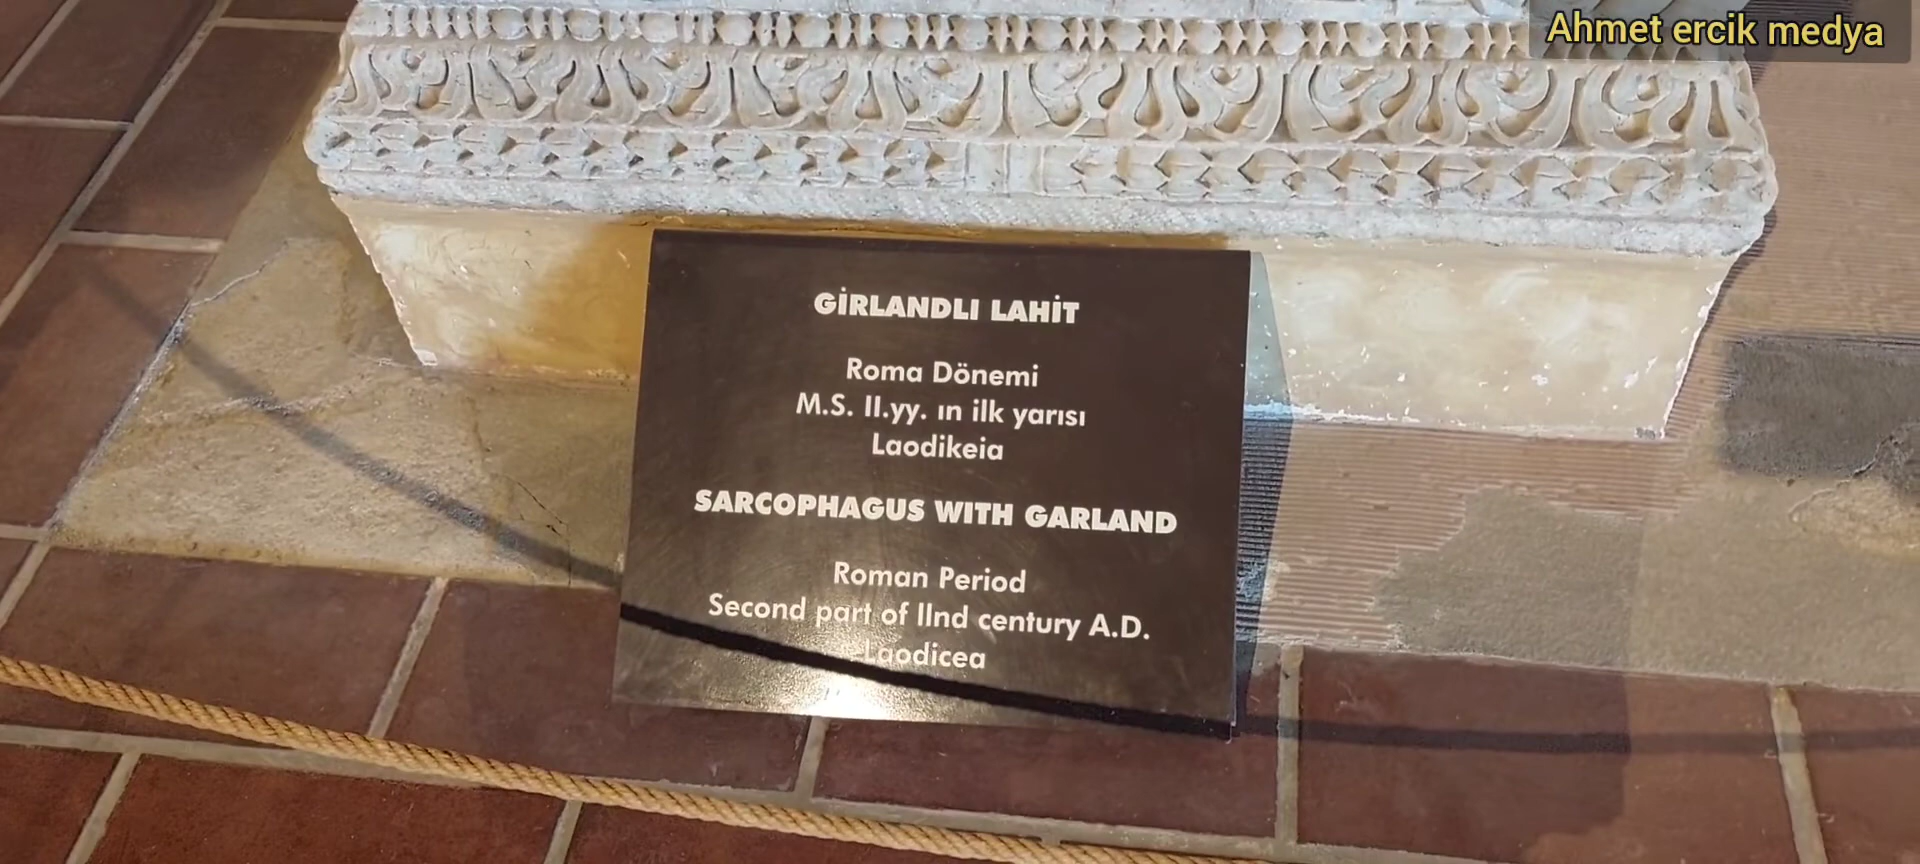 Ahmet ercik medya
GİRLANDLI LAHİT
Roma Dönemi
M.S. II.yy. ın ilk yarısı
Laodikeia
SARCOPHAGUS WITH GARLAND
Roman Period
Second part of IInd century A.D.
Laodicea